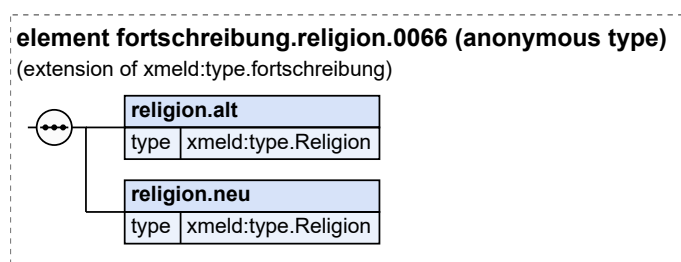 element fortschreibung.religion.0066 (anonymous type)
(extension of xmeld:type.fortschreibung)
religion.alt
type xmeld:type.Religion
religion.neu
type xmeld:type.Religion